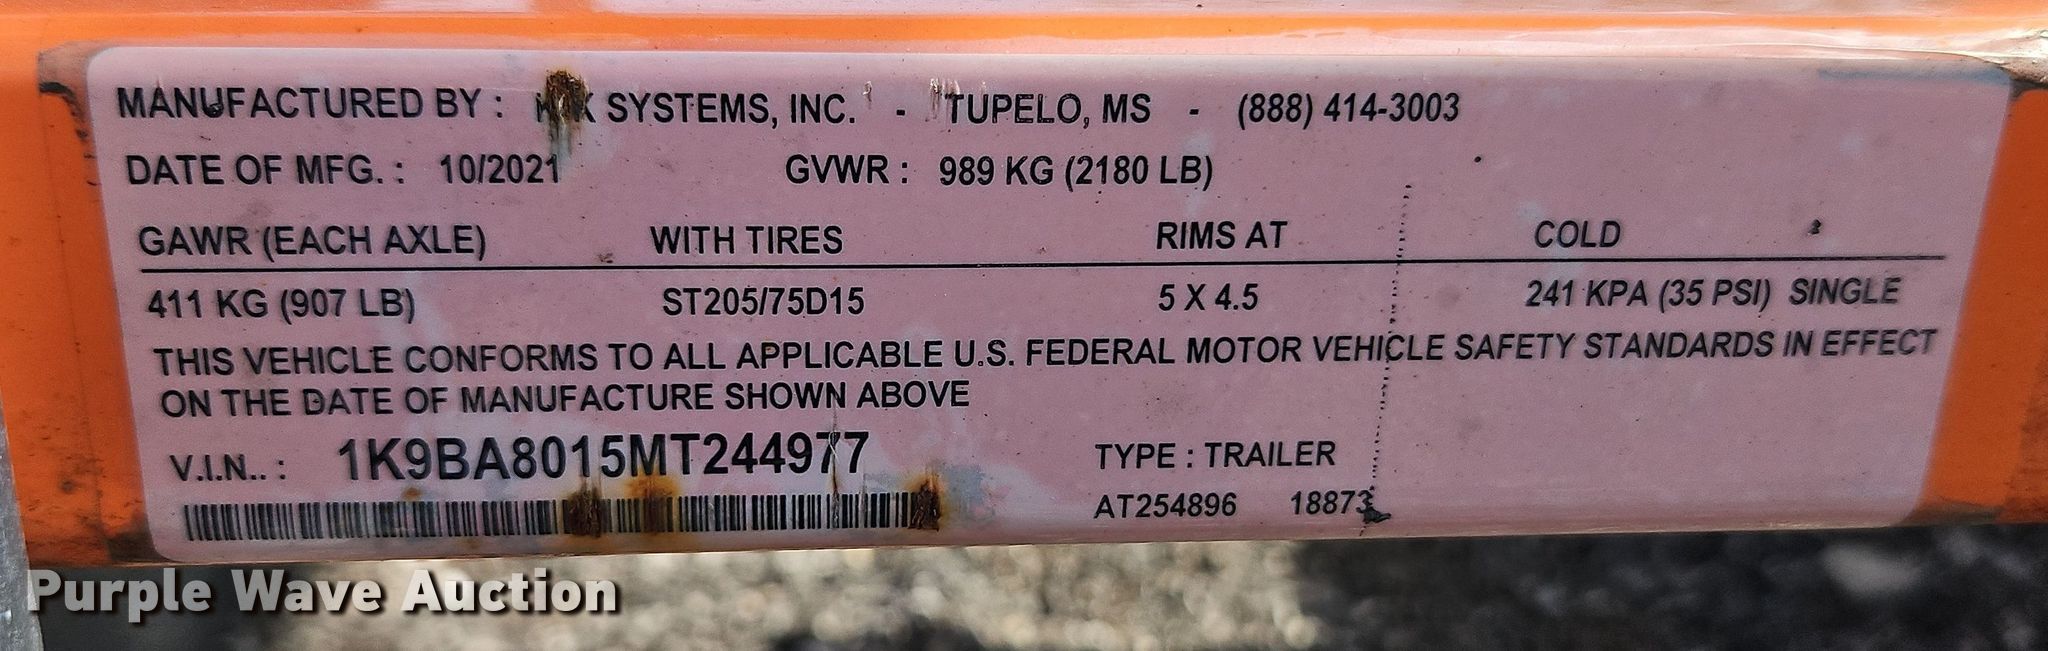 MANUFACTURED BY : SYSTEMS, INC. - TUPELO, MS - (888) 414-3003
DATE OF MFG. : 10/2021 GVWR : 989 KG (2180 LB)
GAWR (EACH AXLE) WITH TIRES RIMS AT COLD
411 KG (907 LB) ST205/75D15 5 X 4.5 241 KPA (35 PSI) SINGLE
THIS VEHICLE CONFORMS TO ALL APPLICABLE U.S. FEDERAL MOTOR VEHICLE SAFETY STANDARDS IN EFFECT
ON THE DATE OF MANUFACTURE SHOWN ABOVE
V.I.N.. : 1K9BA8015MT244977 TYPE : TRAILER
AT254896 18873
Purple Wave Auction